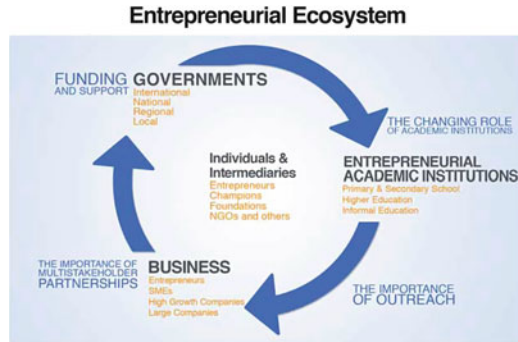 Entrepreneurial Ecosystem
FUNDING
AND SUPPORT
GOVERNMENTS
International
National
Regional
Local
THE CHANGING ROLE
OF ACADEMIC INSTITUTIONS
Individuals &
Intermediaries
Entrepreneurs
Champions
Foundations
NGOs and others
ENTREPRENEURIAL
ACADEMIC INSTITUTIONS
Primary & Secondary School
Higher Education
Informal Education
THE IMPORTANCE OF
MULTISTAKEHOLDER
PARTNERSHIPS
BUSINESS
Entrepreneurs
SMEs
High Growth Companies
Large Companies
THE IMPORTANCE
OF OUTREACH